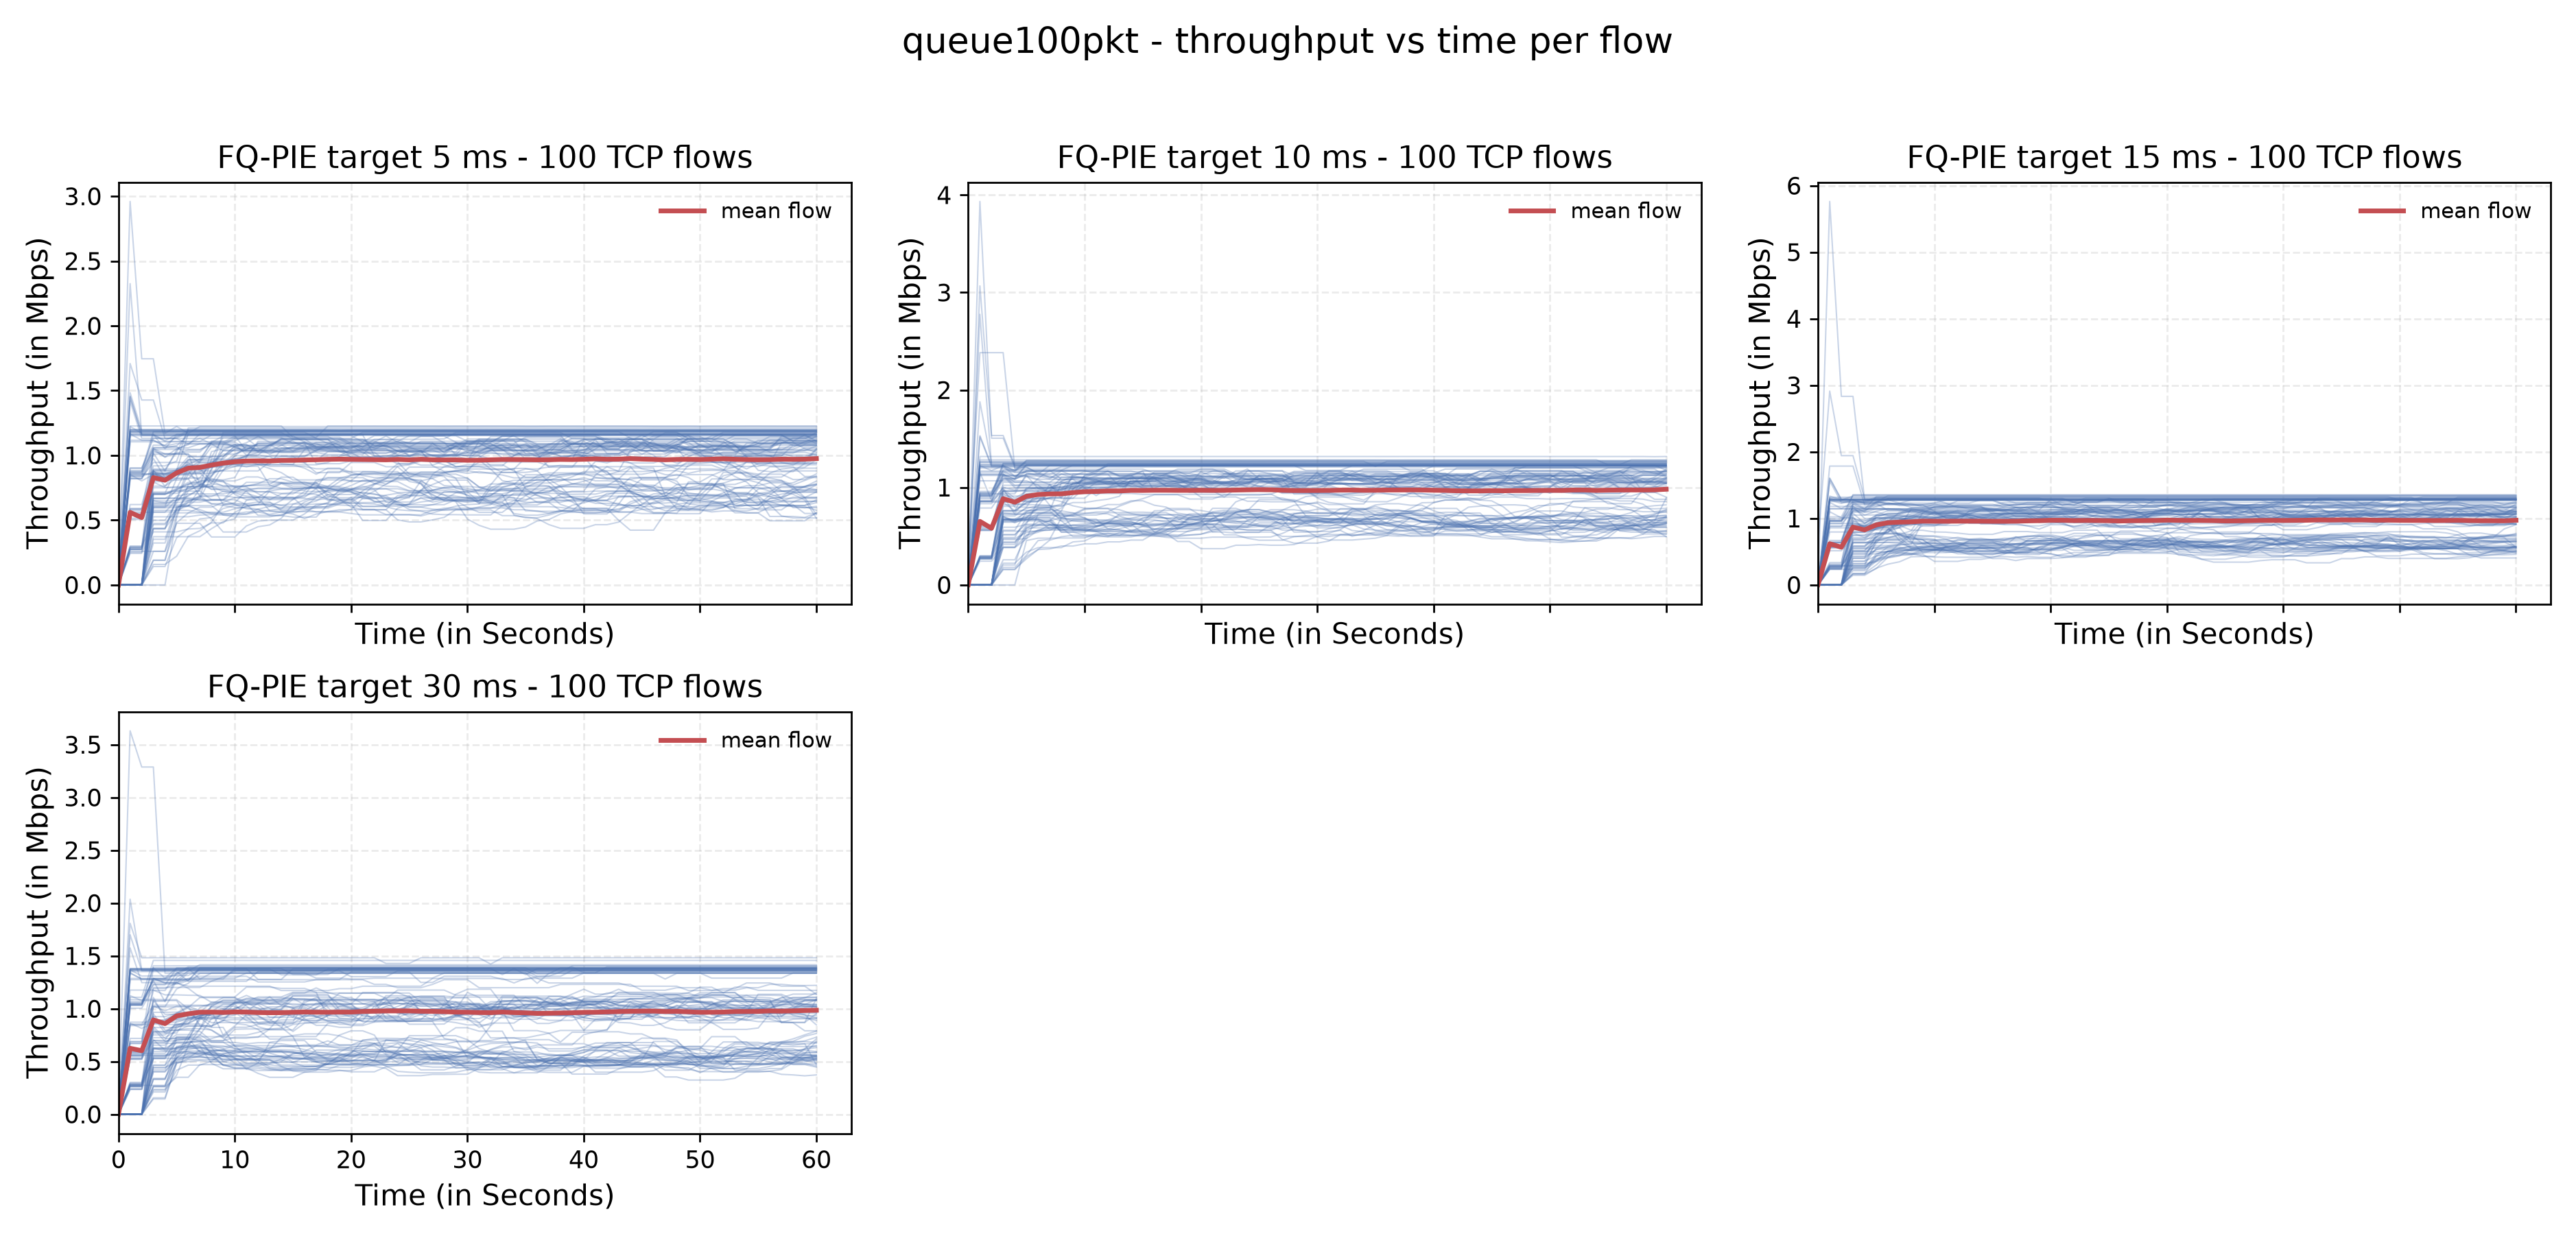 queue100pkt - throughput vs time per flow
FQ-PIE target 5 ms - 100 TCP flows
Throughput (in Mbps)
3.0
2.5
2.0
1.5
1.0
0.5
0.0
mean flow
Time (in Seconds)
FQ-PIE target 10 ms - 100 TCP flows
Throughput (in Mbps)
4
3
2
1
0
mean flow
Time (in Seconds)
FQ-PIE target 15 ms - 100 TCP flows
Throughput (in Mbps)
6
5
4
3
2
1
0
mean flow
Time (in Seconds)
FQ-PIE target 30 ms - 100 TCP flows
Throughput (in Mbps)
3.5
3.0
2.5
2.0
1.5
1.0
0.5
0.0
mean flow
0 10 20 30 40 50 60
Time (in Seconds)